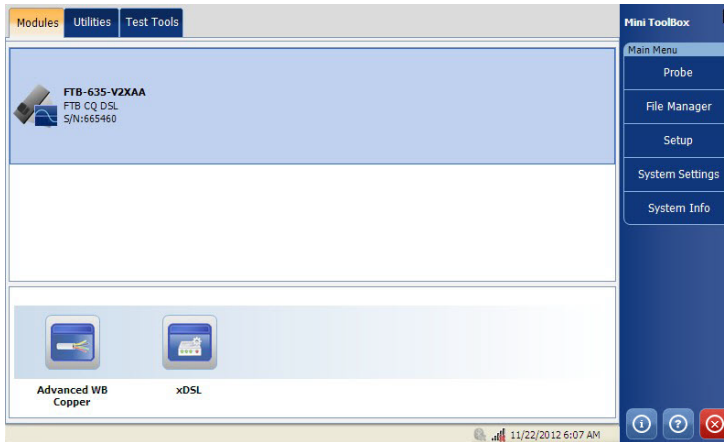 Modules Utilities Test Tools
Mini ToolBox
Main Menu
Probe
File Manager
Setup
System Settings
System Info
FTB-635-V2XAA
FTB CQ DSL
S/N:665460
Advanced WB
Copper
xDSL
11/22/2012 6:07 AM